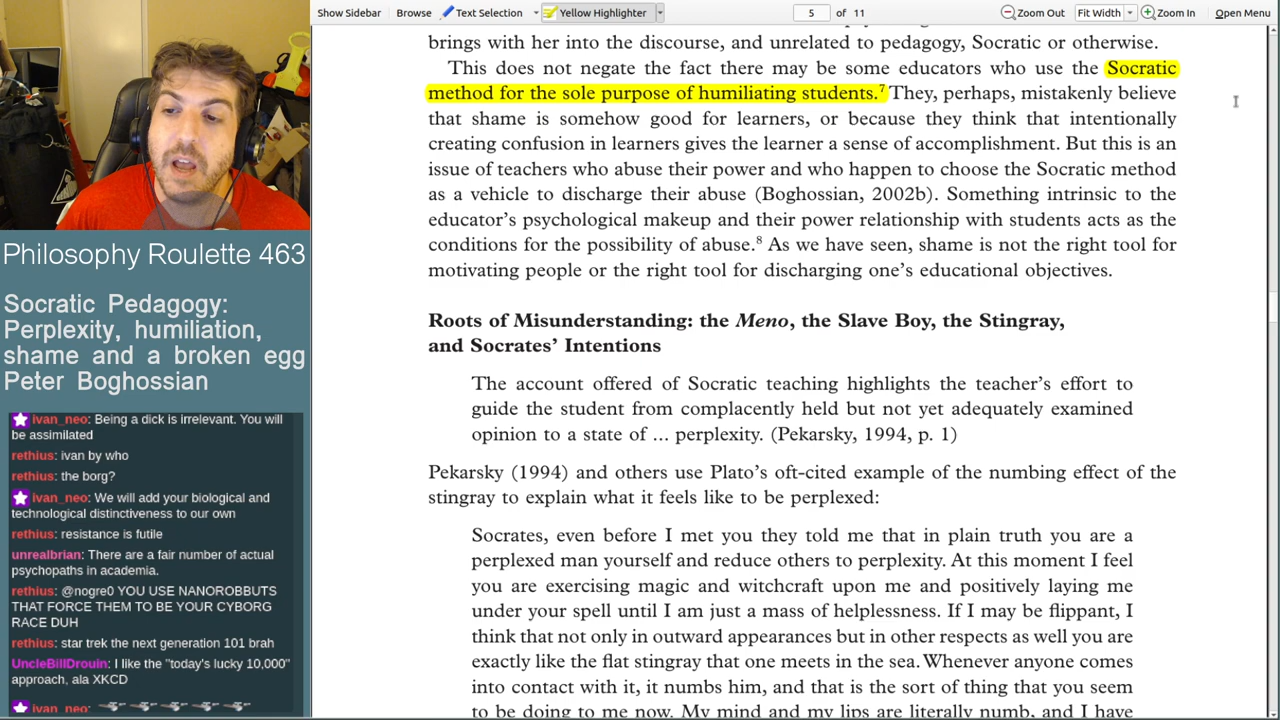 Show Sidebar Browse Text Selection Yellow Highlighter 5 of 11 Zoom Out Fit Width Zoom In Open Menu
brings with her into the discourse, and unrelated to pedagogy, Socratic or otherwise.
This does not negate the fact there may be some educators who use the Socratic
method for the sole purpose of humiliating students.7 They, perhaps, mistakenly believe
that shame is somehow good for learners, or because they think that intentionally
creating confusion in learners gives the learner a sense of accomplishment. But this is an
issue of teachers who abuse their power and who happen to choose the Socratic method
as a vehicle to discharge their abuse (Boghossian, 2002b). Something intrinsic to the
educator's psychological makeup and their power relationship with students acts as the
conditions for the possibility of abuse.8 As we have seen, shame is not the right tool for
motivating people or the right tool for discharging one's educational objectives.
Roots of Misunderstanding: the Meno, the Slave Boy, the Stingray,
and Socrates' Intentions
The account offered of Socratic teaching highlights the teacher's effort to
guide the student from complacently held but not yet adequately examined
opinion to a state of ... perplexity. (Pekarsky, 1994, p. 1)
Pekarsky (1994) and others use Plato's oft-cited example of the numbing effect of the
stingray to explain what it feels like to be perplexed:
Socrates, even before I met you they told me that in plain truth you are a
perplexed man yourself and reduce others to perplexity. At this moment I feel
you are exercising magic and witchcraft upon me and positively laying me
under your spell until I am just a mass of helplessness. If I may be flippant, I
think that not only in outward appearances but in other respects as well you are
exactly like the flat stingray that one meets in the sea. Whenever anyone comes
into contact with it, it numbs him, and that is the sort of thing that you seem
to be doing to me now. My mind and my lips are literally numb, and I have
Philosophy Roulette 463
Socratic Pedagogy:
Perplexity, humiliation,
shame and a broken egg
Peter Boghossian
ivan_neo: Being a dick is irrelevant. You will
be assimilated
rethius: ivan by who
rethius: the borg?
ivan_neo: We will add your biological and
technological distinctiveness to our own
rethius: resistance is futile
unrealbrian: There are a fair number of actual
psychopaths in academia.
rethius: @nogre0 YOU USE NANOROBBUTS
THAT FORCE THEM TO BE YOUR CYBORG
RACE DUH
rethius: star trek the next generation 101 brah
UncleBillDrouin: I like the "today's lucky 10,000"
approach, ala XKCD
ivan_neo: